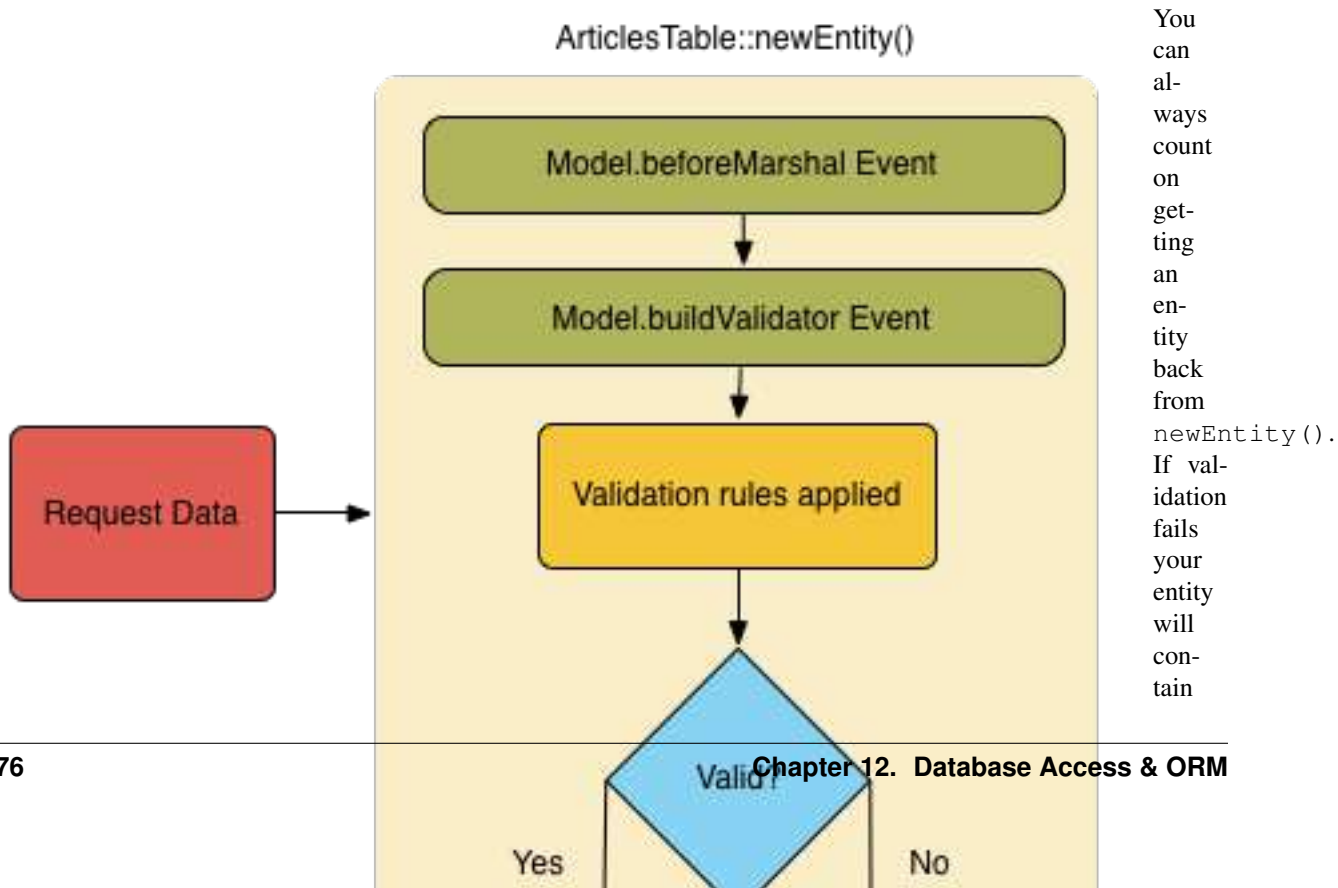 ArticlesTable::newEntity()
Model.beforeMarshal Event
Model.buildValidator Event
Request Data
Validation rules applied
Valid?
Yes
No
You
can
al-
ways
count
on
get-
ting
an
en-
tity
back
from
newEntity().
If val-
idation
fails
your
entity
will
con-
tain
76
Chapter 12. Database Access & ORM